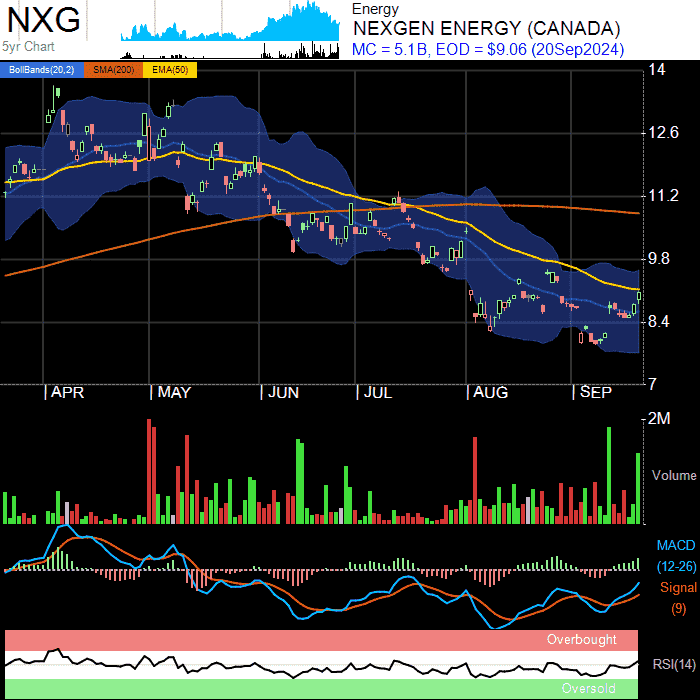 NXG
5yr Chart
Energy
NEXGEN ENERGY (CANADA)
MC = 5.1B, EOD = $9.06 (20Sep2024)
BollBands(20,2) SMA(200) EMA(50)
14
12.6
11.2
9.8
8.4
7
|APR |MAY |JUN |JUL |AUG |SEP
2M
Volume
MACD
(12-26)
Signal
(9)
Overbought
RSI(14)
Oversold